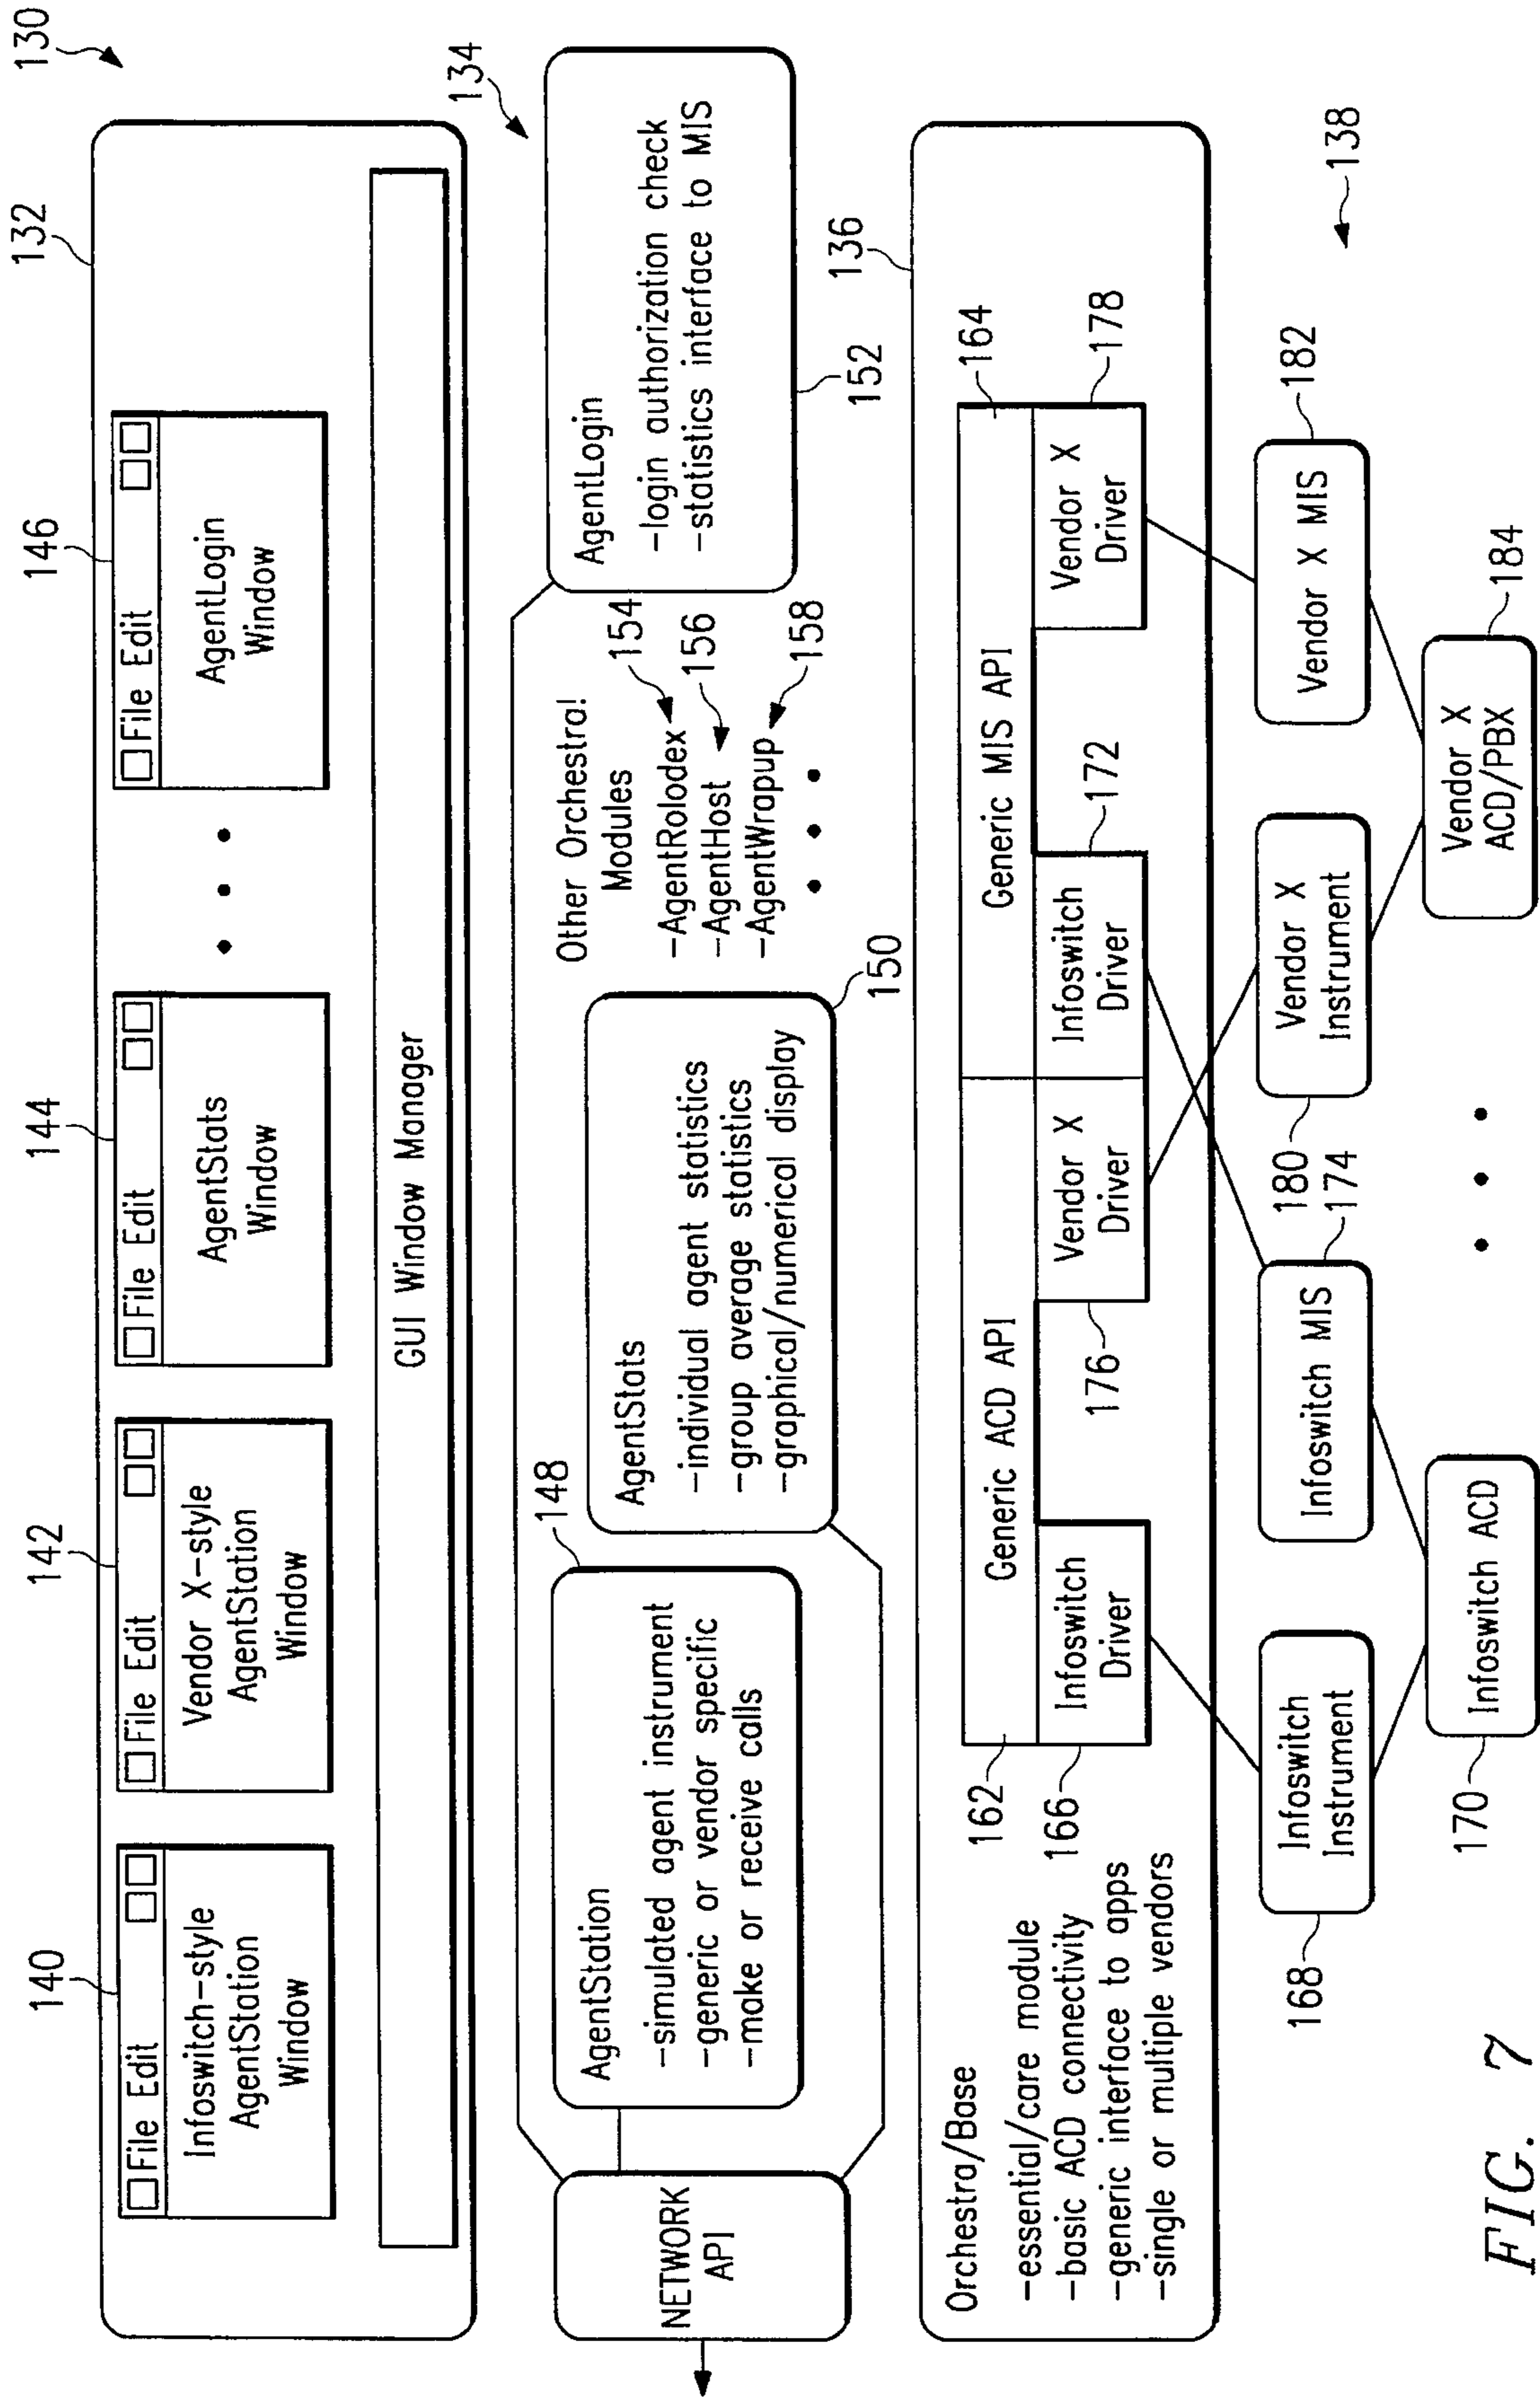 130
132
140
142
144
146
File Edit
Infoswitch-style
AgentStation
Window
File Edit
Vendor X-style
AgentStation
Window
File Edit
AgentStats
Window
File Edit
AgentLogin
Window
GUI Window Manager
134
NETWORK
API
148
AgentStation
-simulated agent instrument
-generic or vendor specific
-make or receive calls
AgentStats
-individual agent statistics
-group average statistics
-graphical/numerical display
150
Other Orchestra!
Modules
-AgentRolodex
-AgentHost
-AgentWrapup
154
156
158
AgentLogin
-login authorization check
-statistics interface to MIS
152
136
Orchestra/Base
-essential/care module
-basic ACD connectivity
-generic interface to apps
-single or multiple vendors
162
Generic ACD API
Generic MIS API
164
166
Infoswitch
Driver
176
Vendor X
Driver
Infoswitch
Driver
172
Vendor X
Driver
178
138
168
Infoswitch
Instrument
Infoswitch MIS
174
180
Vendor X
Instrument
Vendor X MIS
182
170
Infoswitch ACD
Vendor X
ACD/PBX
184
FIG. 7